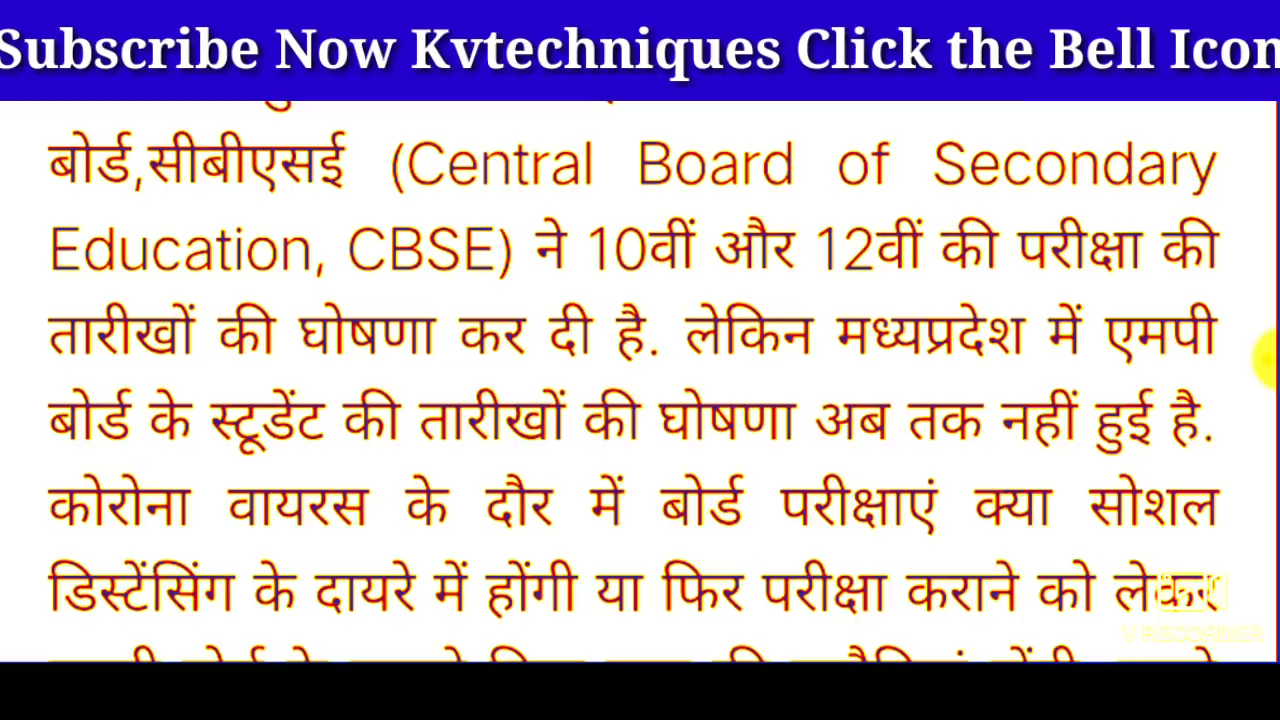 Subscribe Now Kvtechniques Click the Bell Icon
बोर्ड,सीबीएसई (Central Board of Secondary
Education, CBSE) ने 10वीं और 12वीं की परीक्षा की
तारीखों की घोषणा कर दी है. लेकिन मध्यप्रदेश में एमपी
बोर्ड के स्टूडेंट की तारीखों की घोषणा अब तक नहीं हुई है.
कोरोना वायरस के दौर में बोर्ड परीक्षाएं क्या सोशल
डिस्टेंसिंग के दायरे में होंगी या फिर परीक्षा कराने को लेकर
V RECORDER